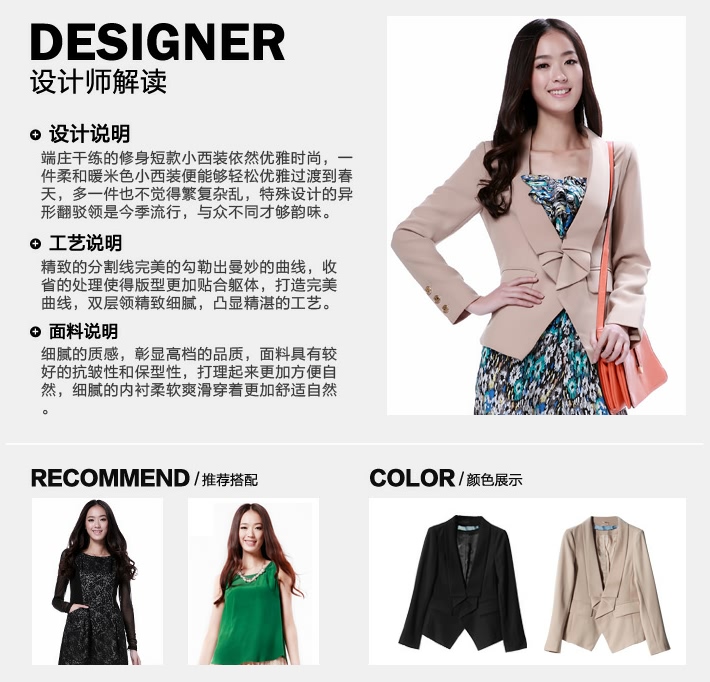 DESIGNER
设计师解读
设计说明
端庄干练的修身短款小西装依然优雅时尚，一
件柔和暖米色小西装便能够轻松优雅过渡到春
天，多一件也不觉得繁复杂乱，特殊设计的异
形翻驳领是今季流行，与众不同才够韵味。
工艺说明
精致的分割线完美的勾勒出曼妙的曲线，收
省的处理使得版型更加贴合躯体，打造完美
曲线，双层领精致细腻，凸显精湛的工艺。
面料说明
细腻的质感，彰显高档的品质，面料具有较
好的抗皱性和保型性，打理起来更加方便自
然，细腻的内衬柔软爽滑穿着更加舒适自然
。
RECOMMEND /推荐搭配
COLOR /颜色展示